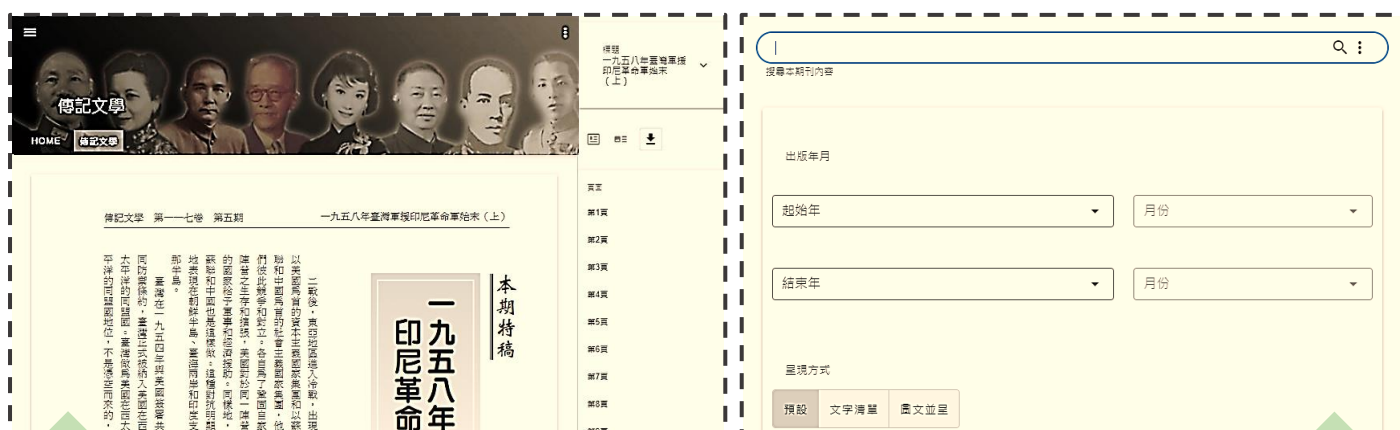 傳記文學
HOME 傳記文學
標題
一九五八年臺灣軍援
印尼革命軍始末
（上）
頁面
第1頁
第2頁
第3頁
第4頁
第5頁
第6頁
第7頁
第8頁
傳記文學 第一一七卷 第五期
一九五八年臺灣軍援印尼革命軍始末（上）
本期特稿
一九五八年
印尼革命
二戰後，東亞地區進入冷戰，出現
以美國為首的資本主義國家集團和以蘇
聯和中國為首的社會主義國家集團，他
們彼此競爭和對立。各自為了鞏固自家
陣營之生存和擴張，美國對於同一陣營
的國家給予軍事和經濟援助。同樣地，
蘇聯和中國也是這樣做。這種對抗明顯
地表現在朝鮮半島、臺海兩岸和印度支
那半島。
臺灣在一九五四年與美國簽署共
同防禦條約，臺灣正式被納入美國在西
太平洋的同盟國。臺灣做為美國在西太
平洋的同盟國地位，不是憑空而來的，
搜尋本期刊內容
出版年月
起始年
月份
結束年
月份
呈現方式
預設
文字清單
圖文並呈